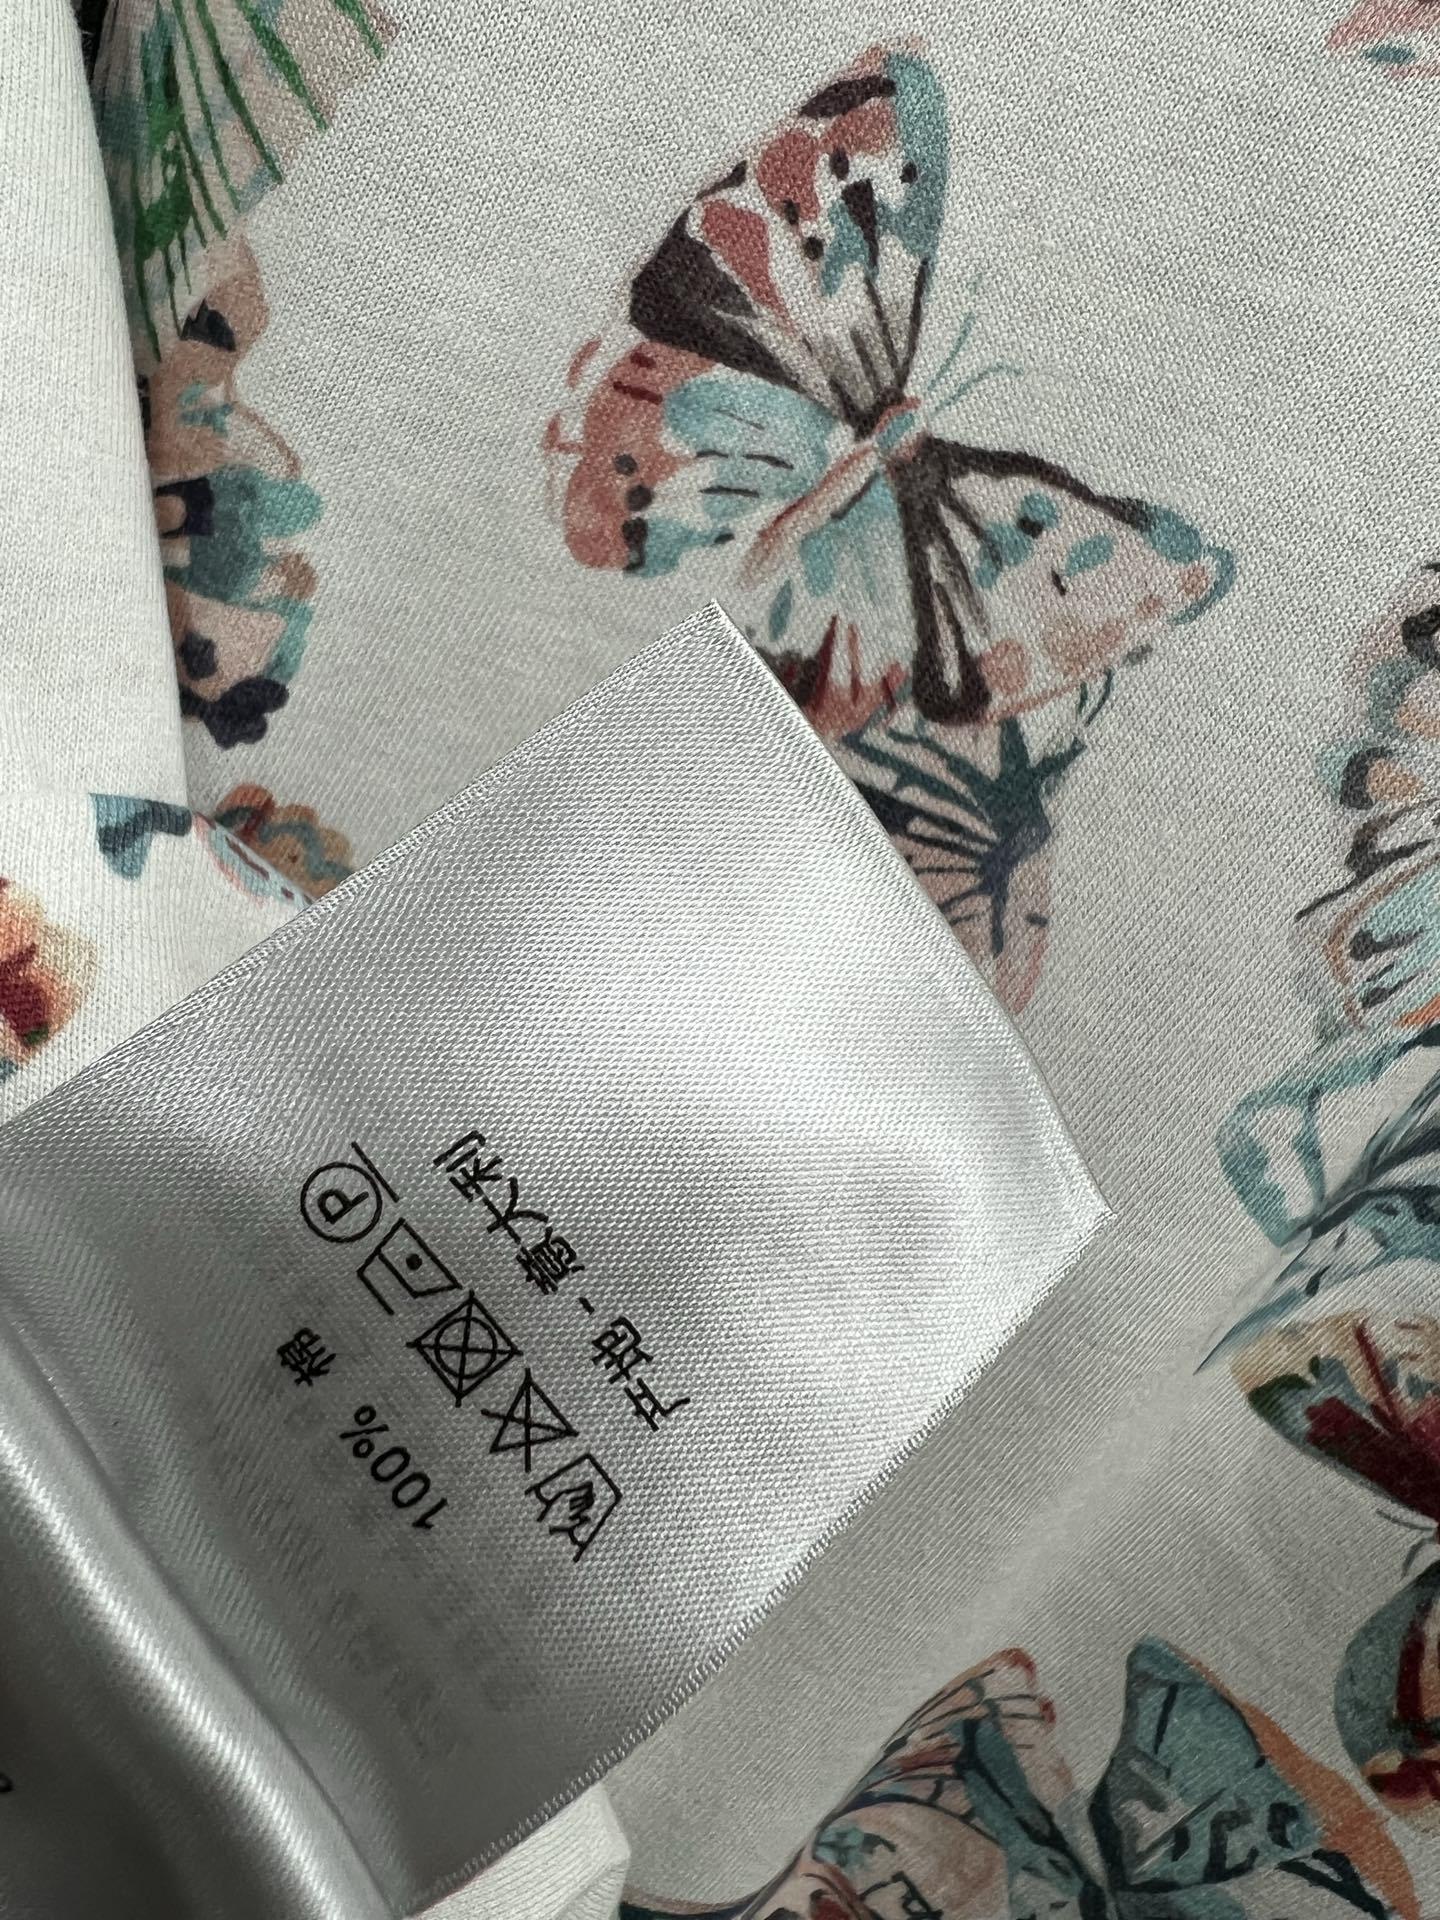 100% 棉
P
产地 - 意大利